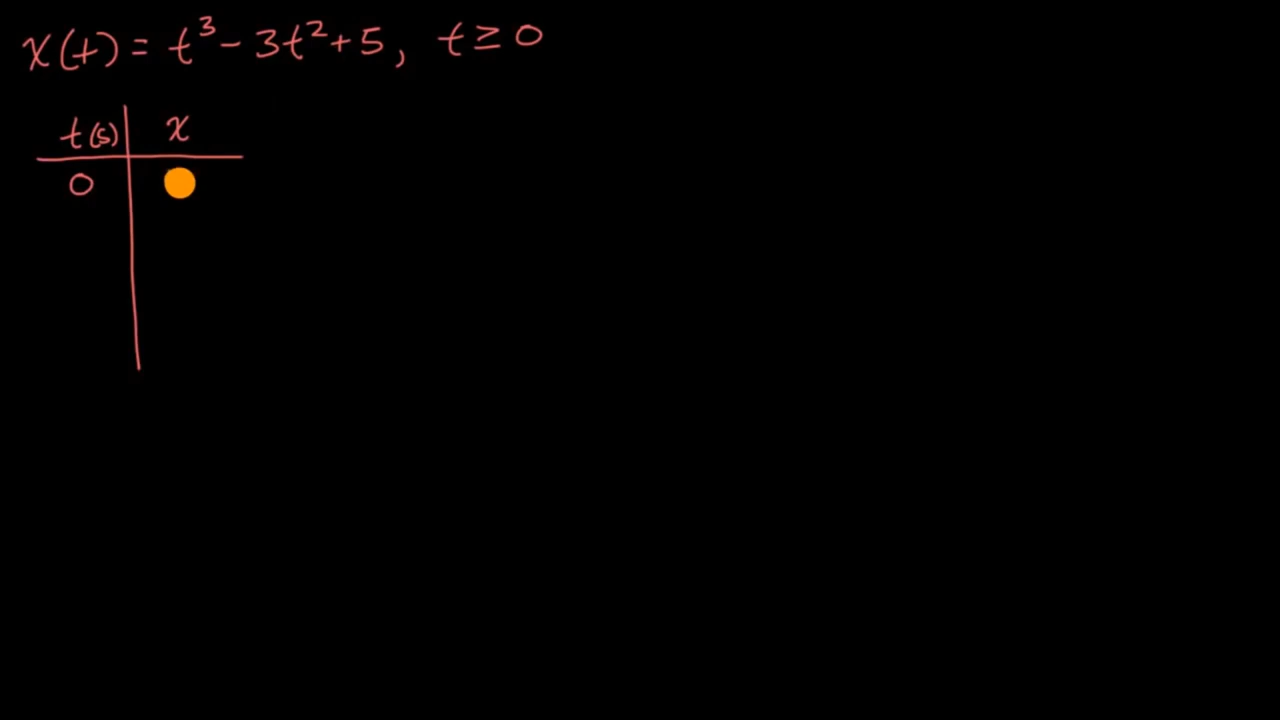 x(t) = t³ - 3t² + 5, t ≥ 0
t(s) x
0